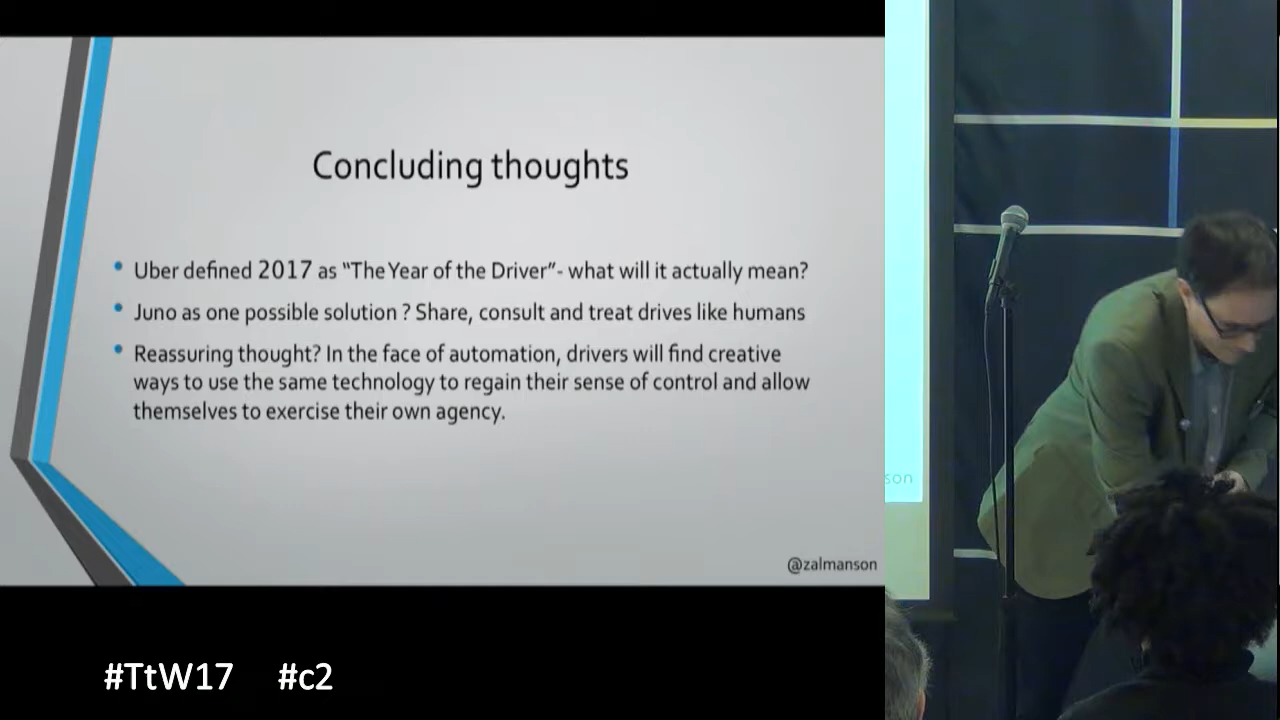 Concluding thoughts
• Uber defined 2017 as “The Year of the Driver”- what will it actually mean?
• Juno as one possible solution ? Share, consult and treat drives like humans
• Reassuring thought? In the face of automation, drivers will find creative
ways to use the same technology to regain their sense of control and allow
themselves to exercise their own agency.
@zalmanson
son
#TtW17 #c2